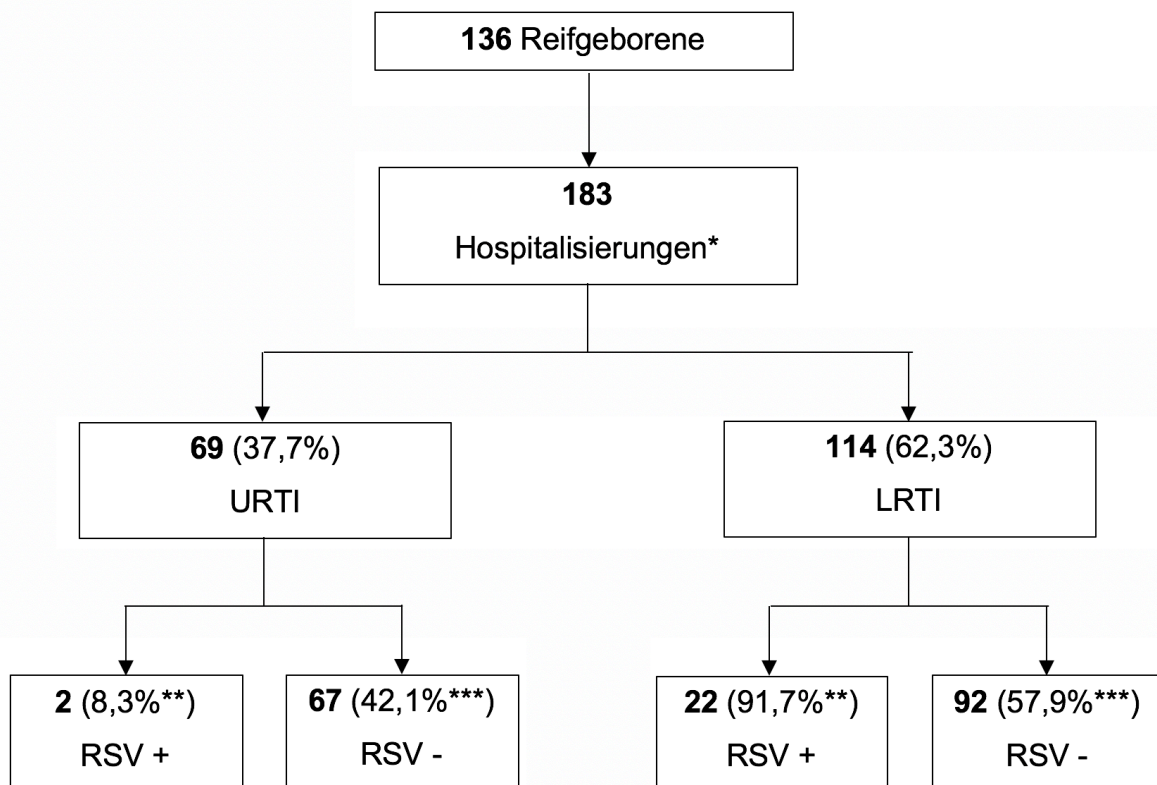 136 Reifgeborene
183
Hospitalisierungen*
69 (37,7%)
URTI
114 (62,3%)
LRTI
2 (8,3%**)
RSV +
67 (42,1%***)
RSV -
22 (91,7%**)
RSV +
92 (57,9%***)
RSV -